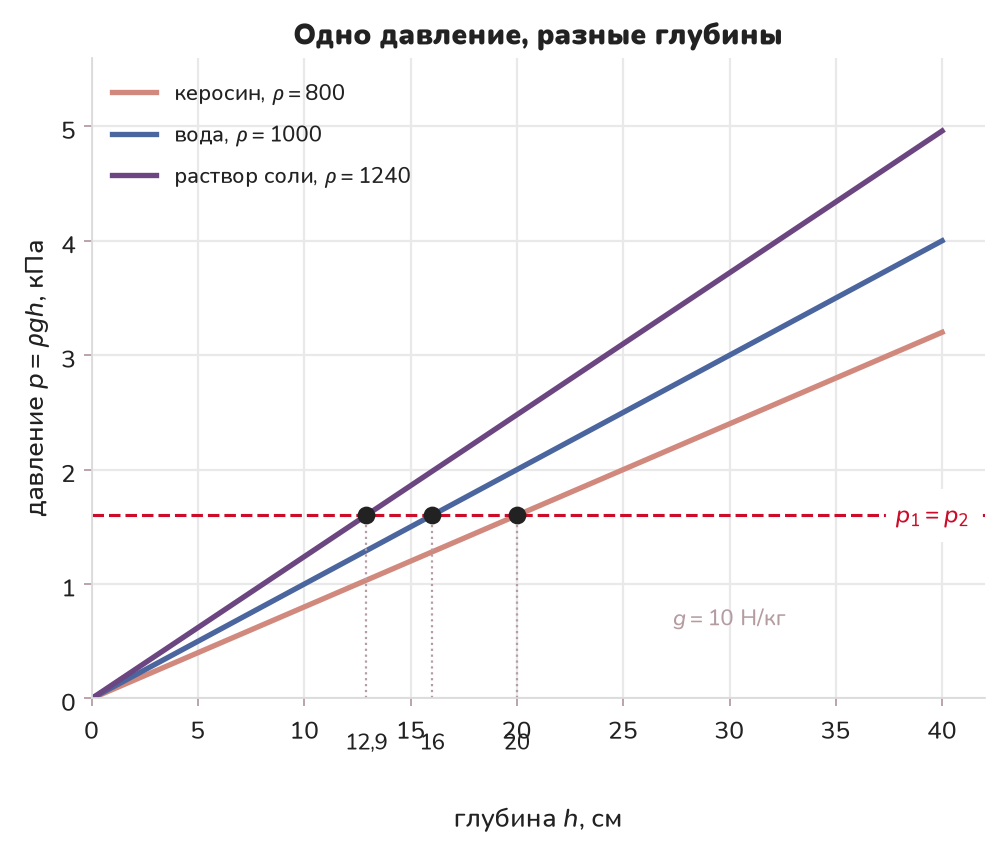 Одно давление, разные глубины
керосин, ρ = 800
вода, ρ = 1000
раствор соли, ρ = 1240
давление p = ρgh, кПа
5
4
3
2
1
0
p₁ = p₂
g = 10 Н/кг
0 5 10 15 20 25 30 35 40
12,9 16 20
глубина h, см